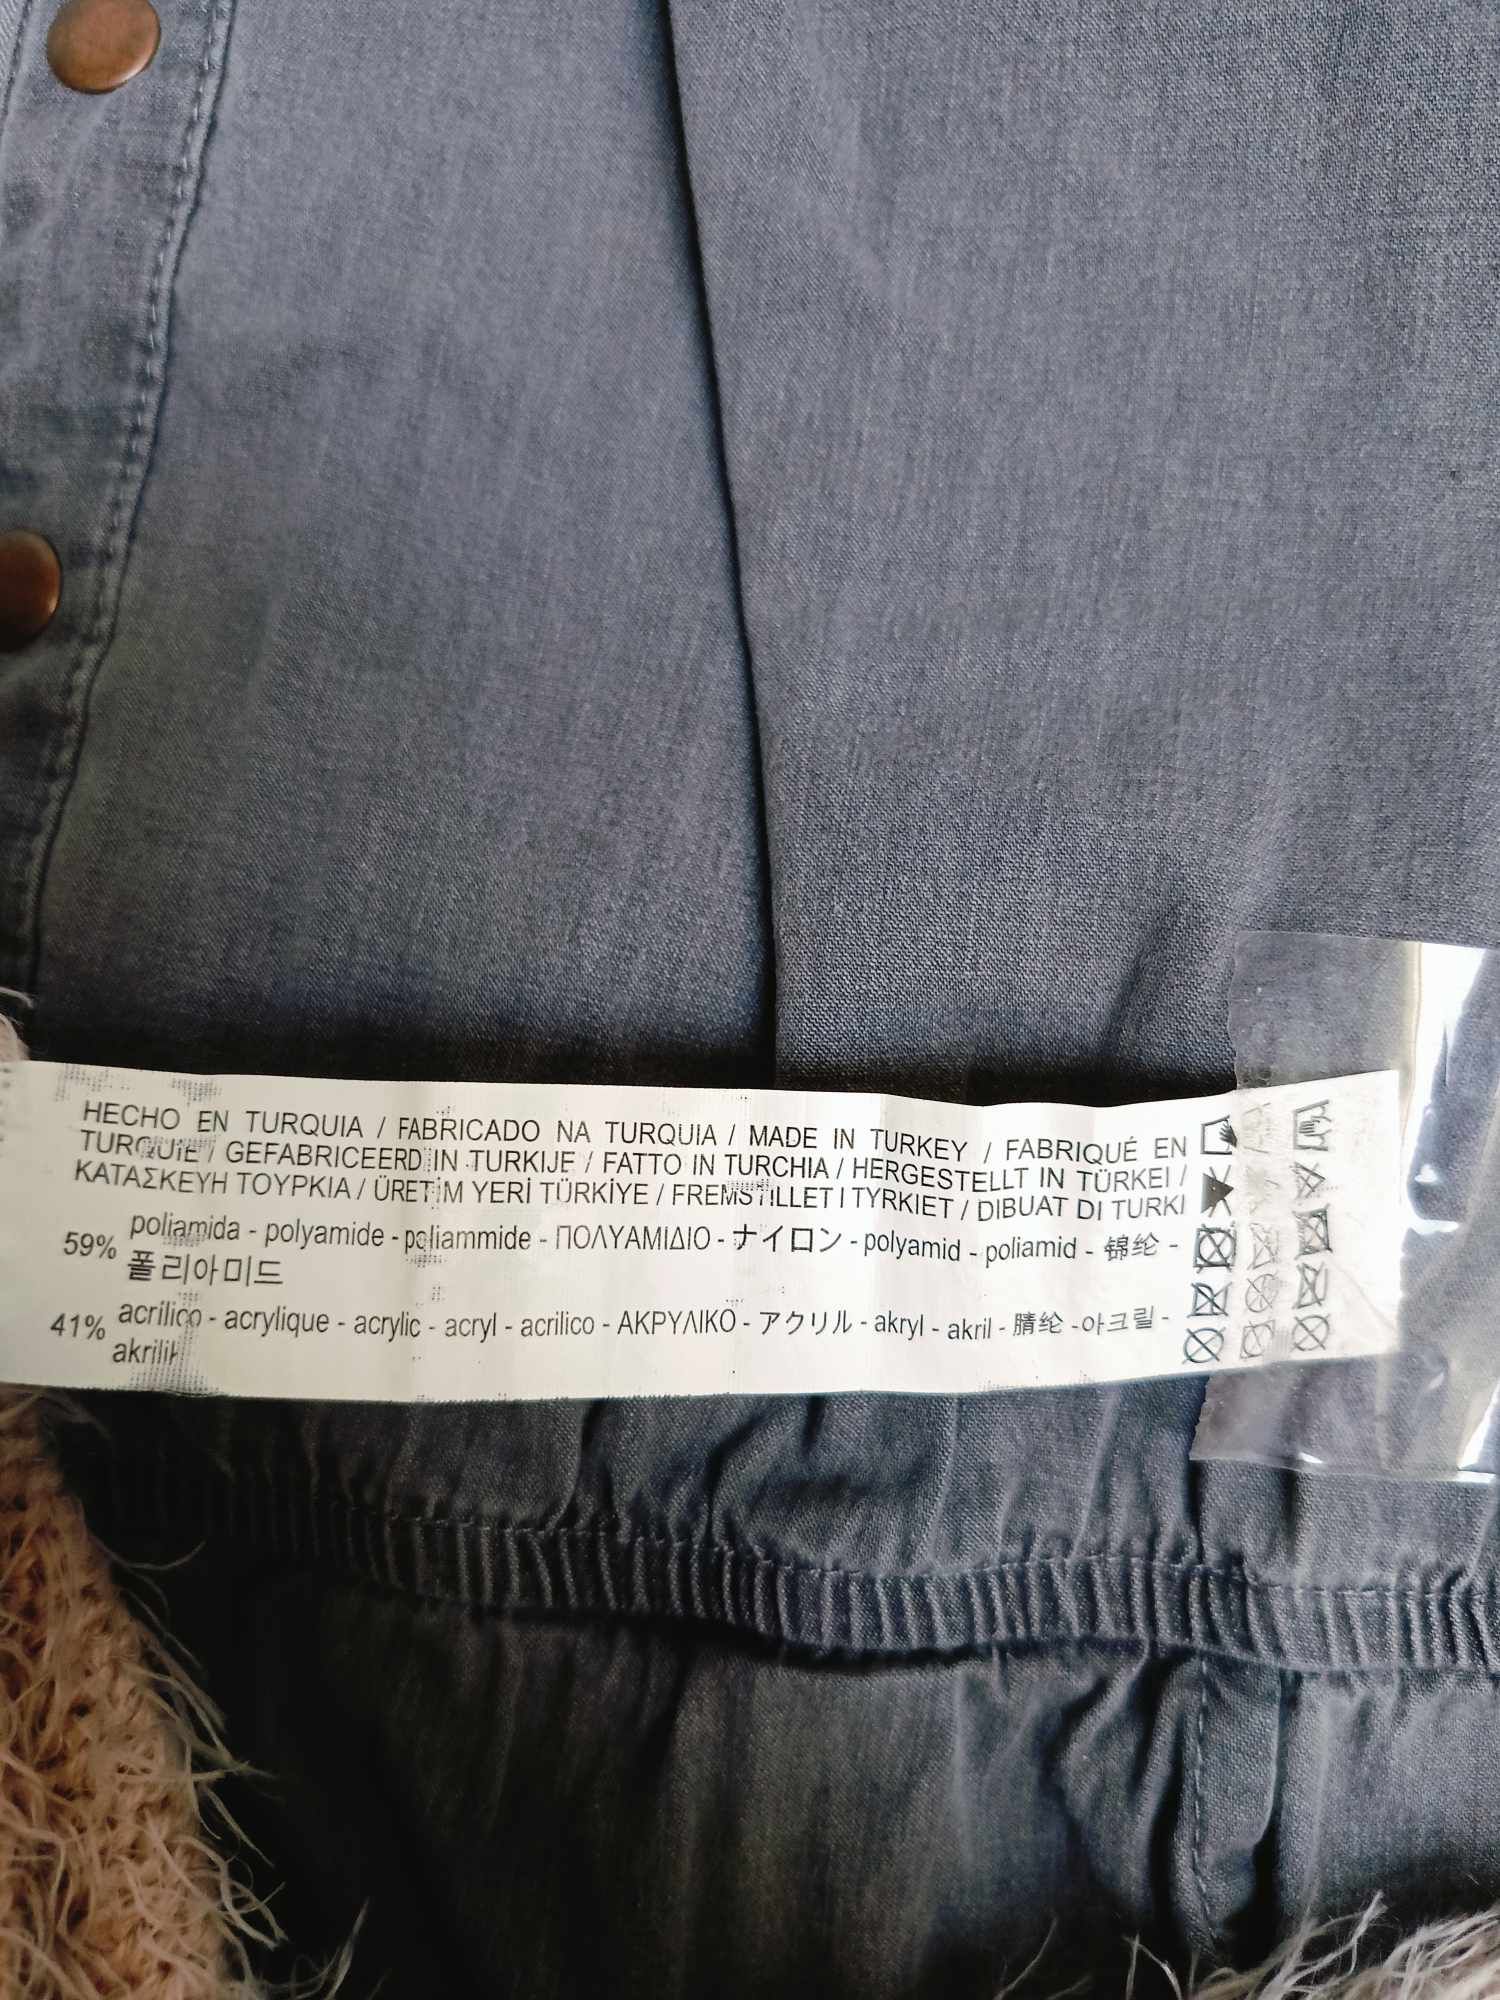 HECHO EN TURQUIA / FABRICADO NA TURQUIA / MADE IN TURKEY / FABRIQUÉ EN
TURQUIE / GEFABRICEERD IN TURKIJE / FATTO IN TURCHIA / HERGESTELLT IN TÜRKEI /
ΚΑΤΑΣΚΕΥΗ ΤΟΥΡΚΙΑ / ÜRETİM YERİ TÜRKİYE / FREMSTILLET I TYRKIET / DIBUAT DI TURKI
59% poliamida - polyamide - poliammide - ΠΟΛΥΑΜΙΔΙΟ - ナイロン - polyamid - poliamid - 锦纶 -
폴리아미드
41% acrilico - acrylique - acrylic - acryl - acrilico - ΑΚΡΥΛΙΚΟ - アクリル - akryl - akril - 腈纶 -아크릴 -
akrilik